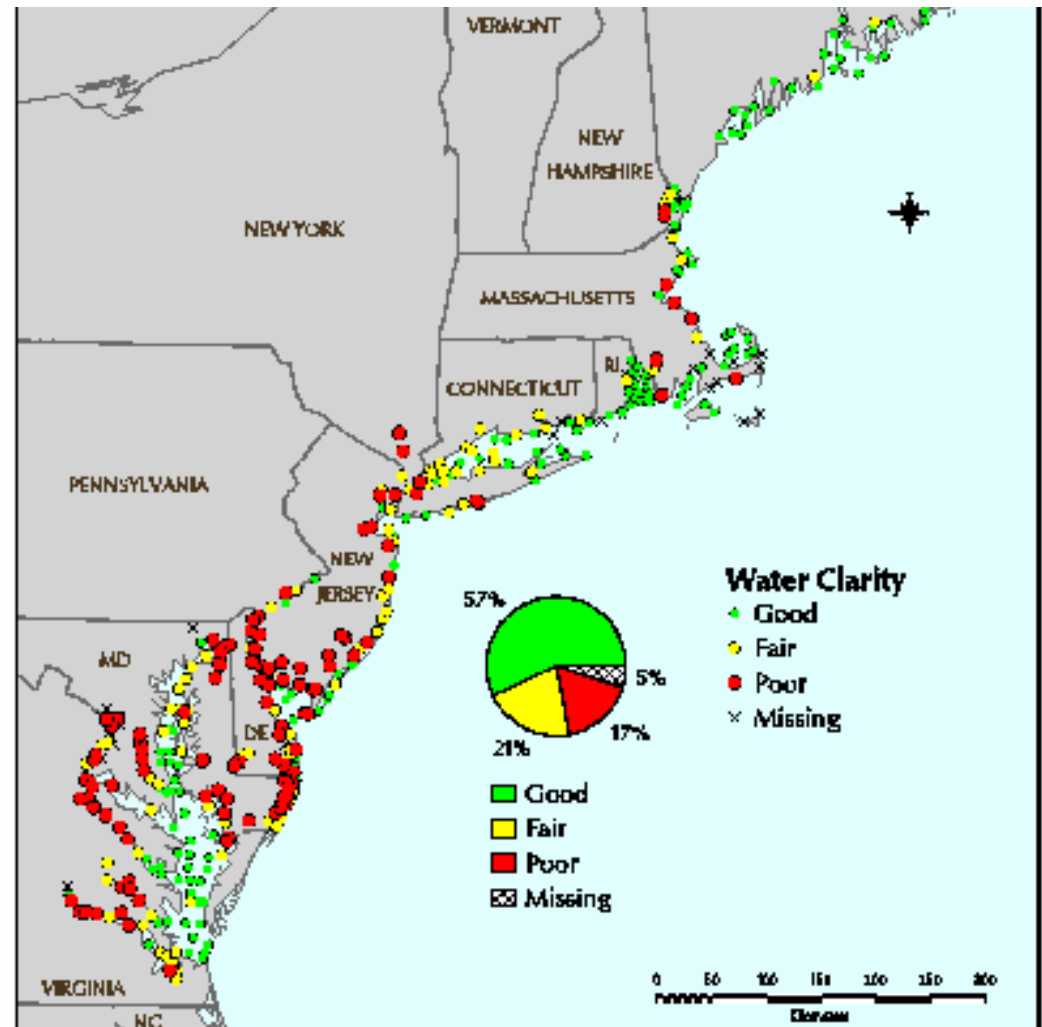 VERMONT
NEW
HAMPSHIRE
NEW YORK
MASSACHUSETTS
RI
CONNECTICUT
PENNSYLVANIA
NEW
JERSEY
MD
DE
VIRGINIA
NC
57%
5%
21%
17%
Good
Fair
Poor
Missing
Water Clarity
Good
Fair
Poor
Missing
0 50 100 150 200